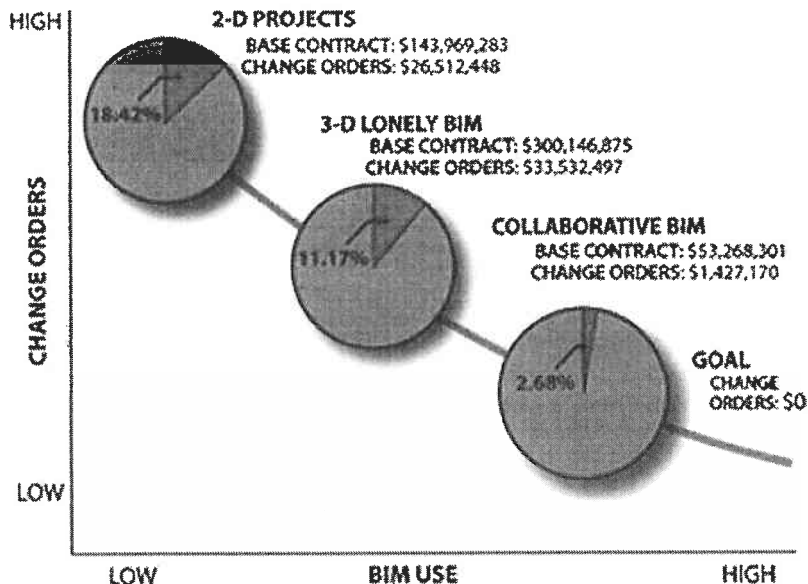 HIGH
2-D PROJECTS
BASE CONTRACT: $143,969,283
CHANGE ORDERS: $26,512,448
18.42%
3-D LONELY BIM
BASE CONTRACT: $300,146,875
CHANGE ORDERS: $33,532,497
11.17%
COLLABORATIVE BIM
BASE CONTRACT: $53,268,301
CHANGE ORDERS: $1,427,170
2.68%
GOAL
CHANGE
ORDERS: $0
CHANGE ORDERS
LOW
LOW
BIM USE
HIGH